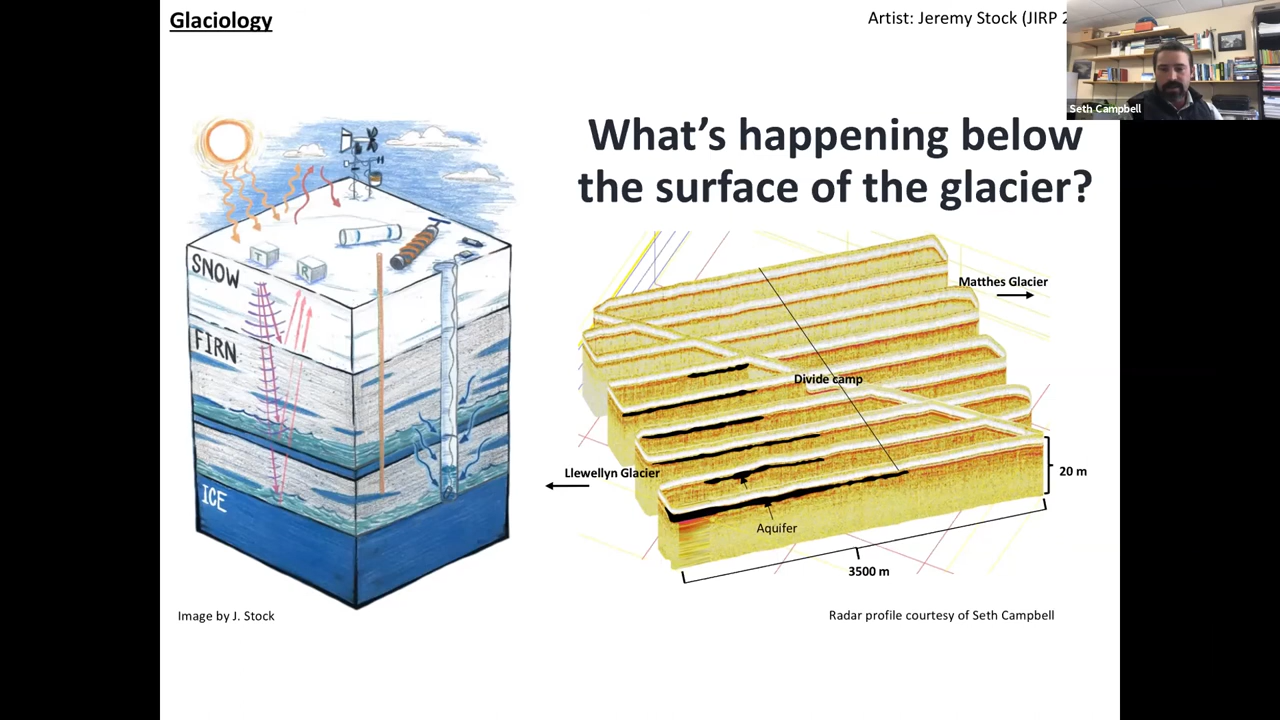 Glaciology
Artist: Jeremy Stock (JIRP 2
Seth Campbell
What's happening below
the surface of the glacier?
SNOW
T
R
FIRN
ICE
Matthes Glacier
Divide camp
Llewellyn Glacier
20 m
Aquifer
3500 m
Image by J. Stock
Radar profile courtesy of Seth Campbell